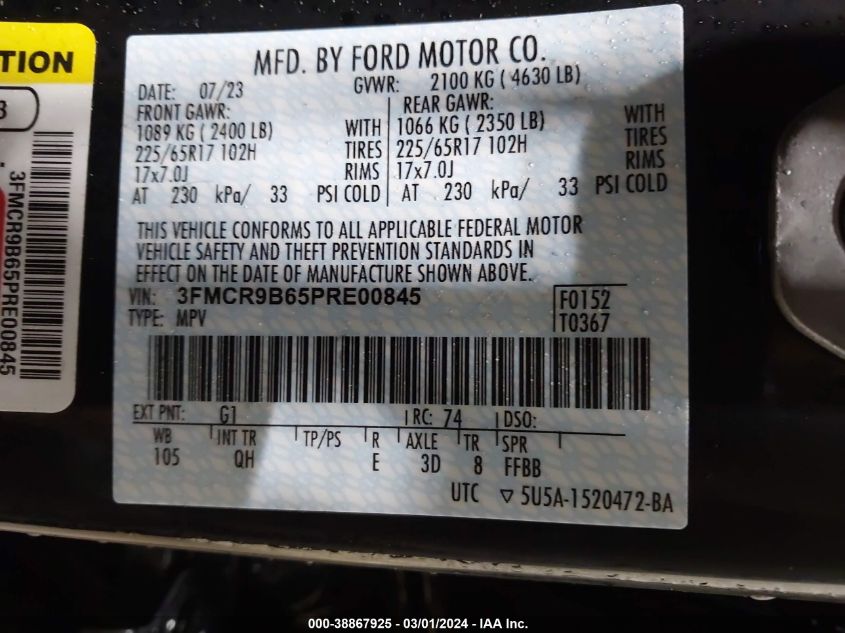 TION
3
3FMCR9B65PRE00845
MFD. BY FORD MOTOR CO.
DATE: 07/23
GVWR: 2100 KG ( 4630 LB)
FRONT GAWR:
1089 KG ( 2400 LB) WITH
225/65R17 102H TIRES
17x7.0J RIMS
AT 230 kPa/ 33 PSI COLD
REAR GAWR:
1066 KG ( 2350 LB) WITH
225/65R17 102H TIRES
17x7.0J RIMS
AT 230 kPa/ 33 PSI COLD
THIS VEHICLE CONFORMS TO ALL APPLICABLE FEDERAL MOTOR
VEHICLE SAFETY AND THEFT PREVENTION STANDARDS IN
EFFECT ON THE DATE OF MANUFACTURE SHOWN ABOVE.
VIN: 3FMCR9B65PRE00845
TYPE: MPV
F0152
T0367
EXT PNT: G1 RC: 74 DSO:
WB INT TR TP/PS R AXLE TR SPR
105 QH E 3D 8 FFBB
UTC ▽ 5U5A-1520472-BA
000-38867925 - 03/01/2024 - IAA Inc.